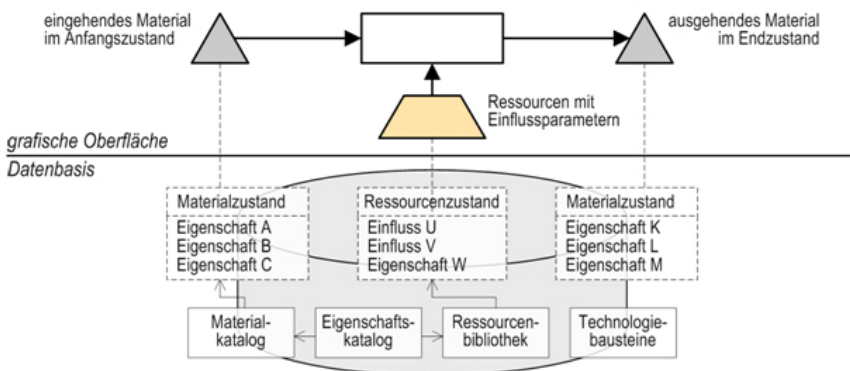 eingehendes Material
im Anfangszustand
ausgehendes Material
im Endzustand
Ressourcen mit
Einflussparametern
grafische Oberfläche
Datenbasis
Materialzustand
Eigenschaft A
Eigenschaft B
Eigenschaft C
Ressourcenzustand
Einfluss U
Einfluss V
Eigenschaft W
Materialzustand
Eigenschaft K
Eigenschaft L
Eigenschaft M
Material-
katalog
Eigenschafts-
katalog
Ressourcen-
bibliothek
Technologie-
bausteine